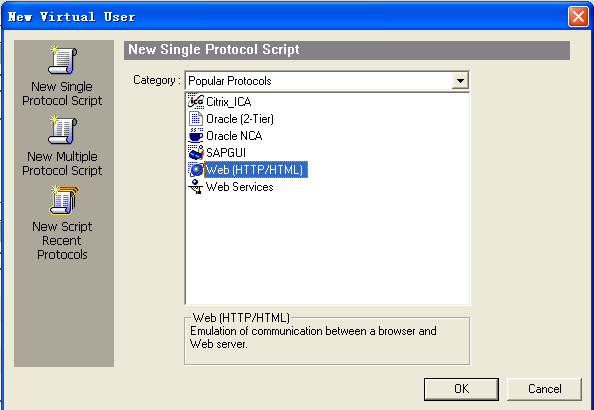 New Virtual User
New Single
Protocol Script
New Multiple
Protocol Script
New Script
Recent
Protocols
New Single Protocol Script
Category :
Popular Protocols
Citrix_ICA
Oracle (2-Tier)
Oracle NCA
SAPGUI
Web (HTTP/HTML)
Web Services
Web (HTTP/HTML)
Emulation of communication between a browser and
Web server.
OK
Cancel